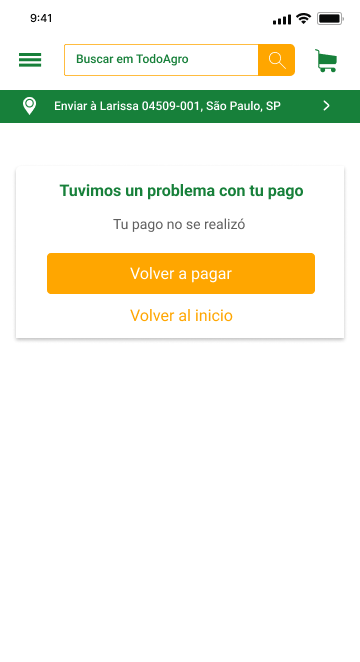 9:41
Buscar em TodoAgro
Enviar à Larissa 04509-001, São Paulo, SP
Tuvimos un problema con tu pago
Tu pago no se realizó
Volver a pagar
Volver al inicio